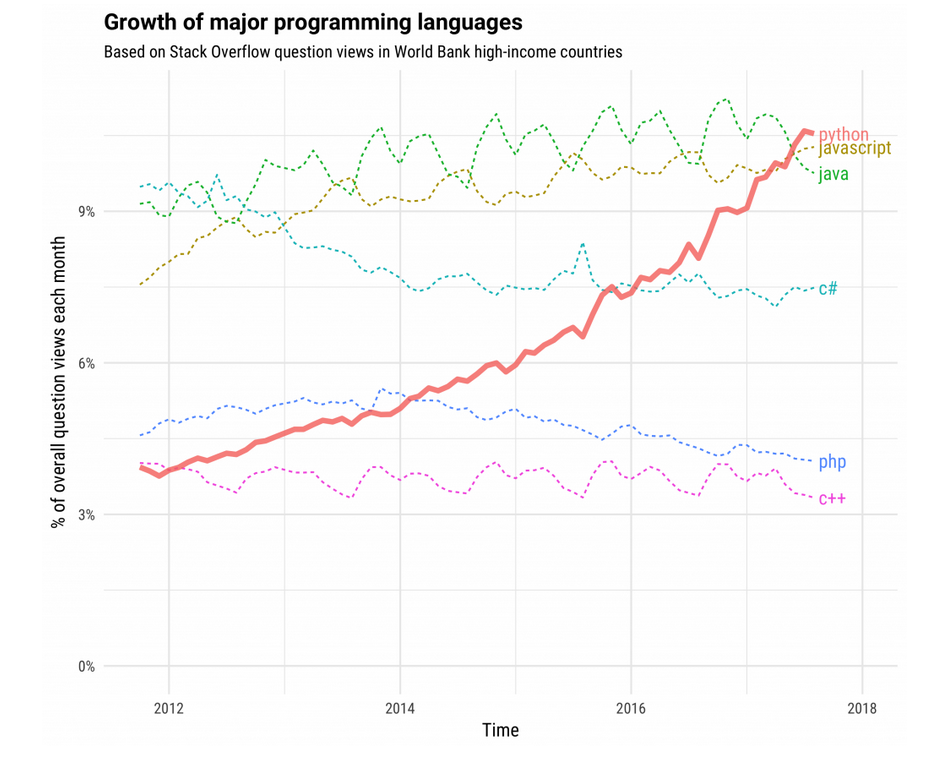 Growth of major programming languages
Based on Stack Overflow question views in World Bank high-income countries
% of overall question views each month
9%
6%
3%
0%
python
javascript
java
c#
php
c++
2012
2014
2016
2018
Time